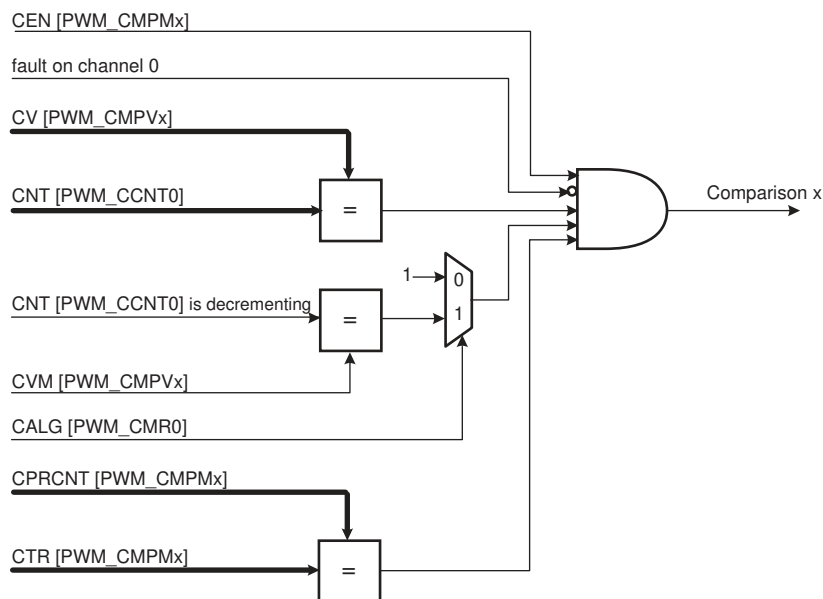 CEN [PWM_CMPMx]
fault on channel 0
CV [PWM_CMPVx]
CNT [PWM_CCNT0]
=
Comparison x
1
0
CNT [PWM_CCNT0] is decrementing
=
1
CVM [PWM_CMPVx]
CALG [PWM_CMR0]
CPRCNT [PWM_CMPMx]
CTR [PWM_CMPMx]
=